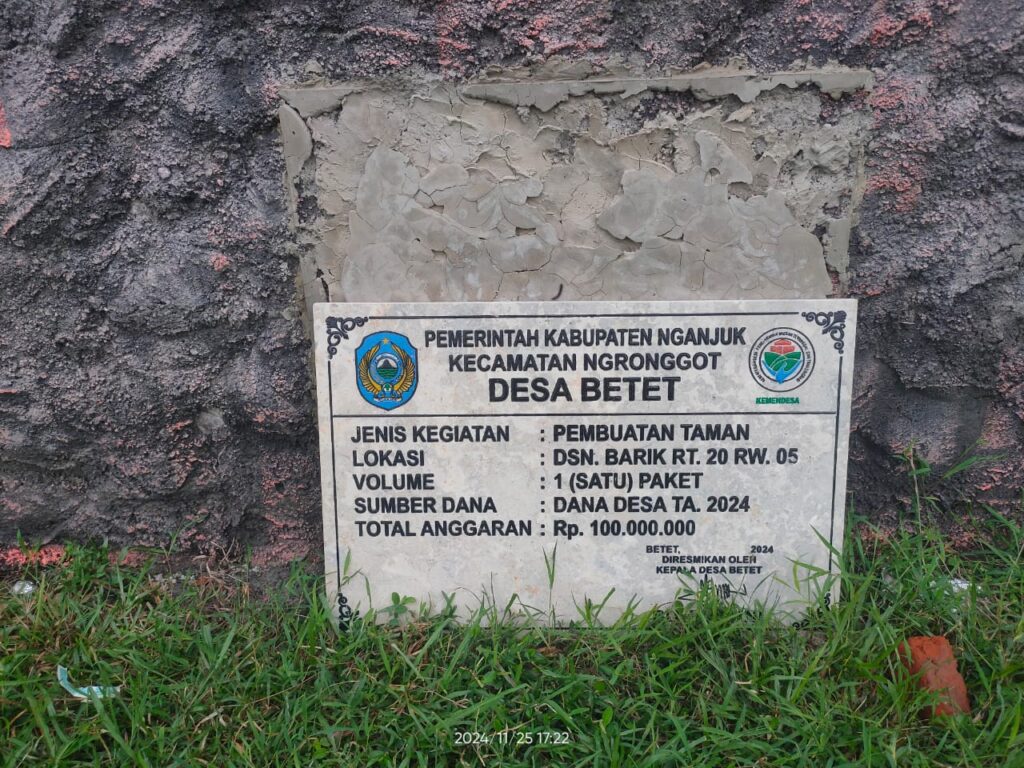 PEMERINTAH KABUPATEN NGANJUK
KECAMATAN NGRONGGOT
DESA BETET
KEMENDESA
JENIS KEGIATAN : PEMBUATAN TAMAN
LOKASI : DSN. BARIK RT. 20 RW. 05
VOLUME : 1 (SATU) PAKET
SUMBER DANA : DANA DESA TA. 2024
TOTAL ANGGARAN : Rp. 100.000.000
BETET, 2024
DIRESMIKAN OLEH
KEPALA DESA BETET
2024/11/25 17:22